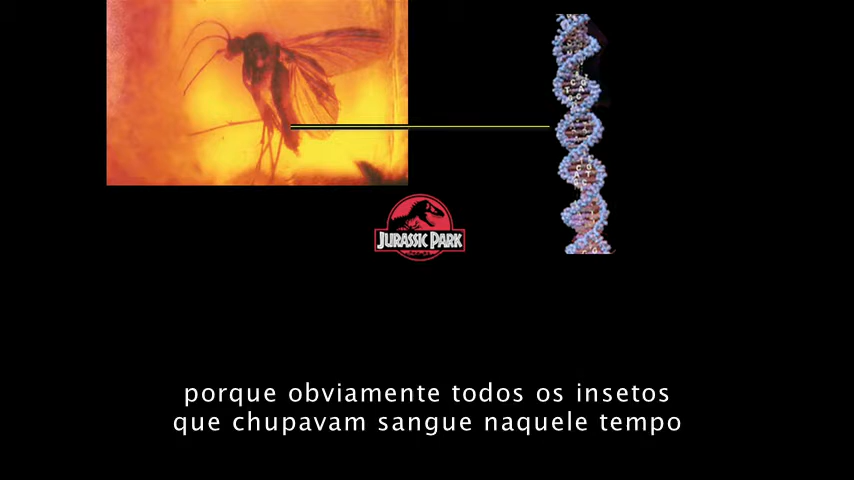 JURASSIC PARK
porque obviamente todos os insetos
que chupavam sangue naquele tempo